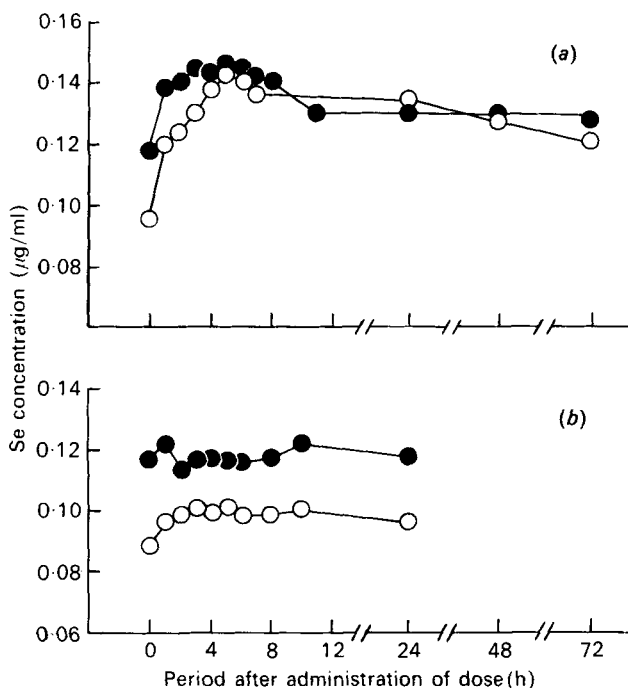 0·16
(a)
0·14
0·12
0·10
0·08
Se concentration (μg/ml)
0·14
(b)
0·12
0·10
0·08
0·06
0 4 8 12 24 48 72
Period after administration of dose (h)